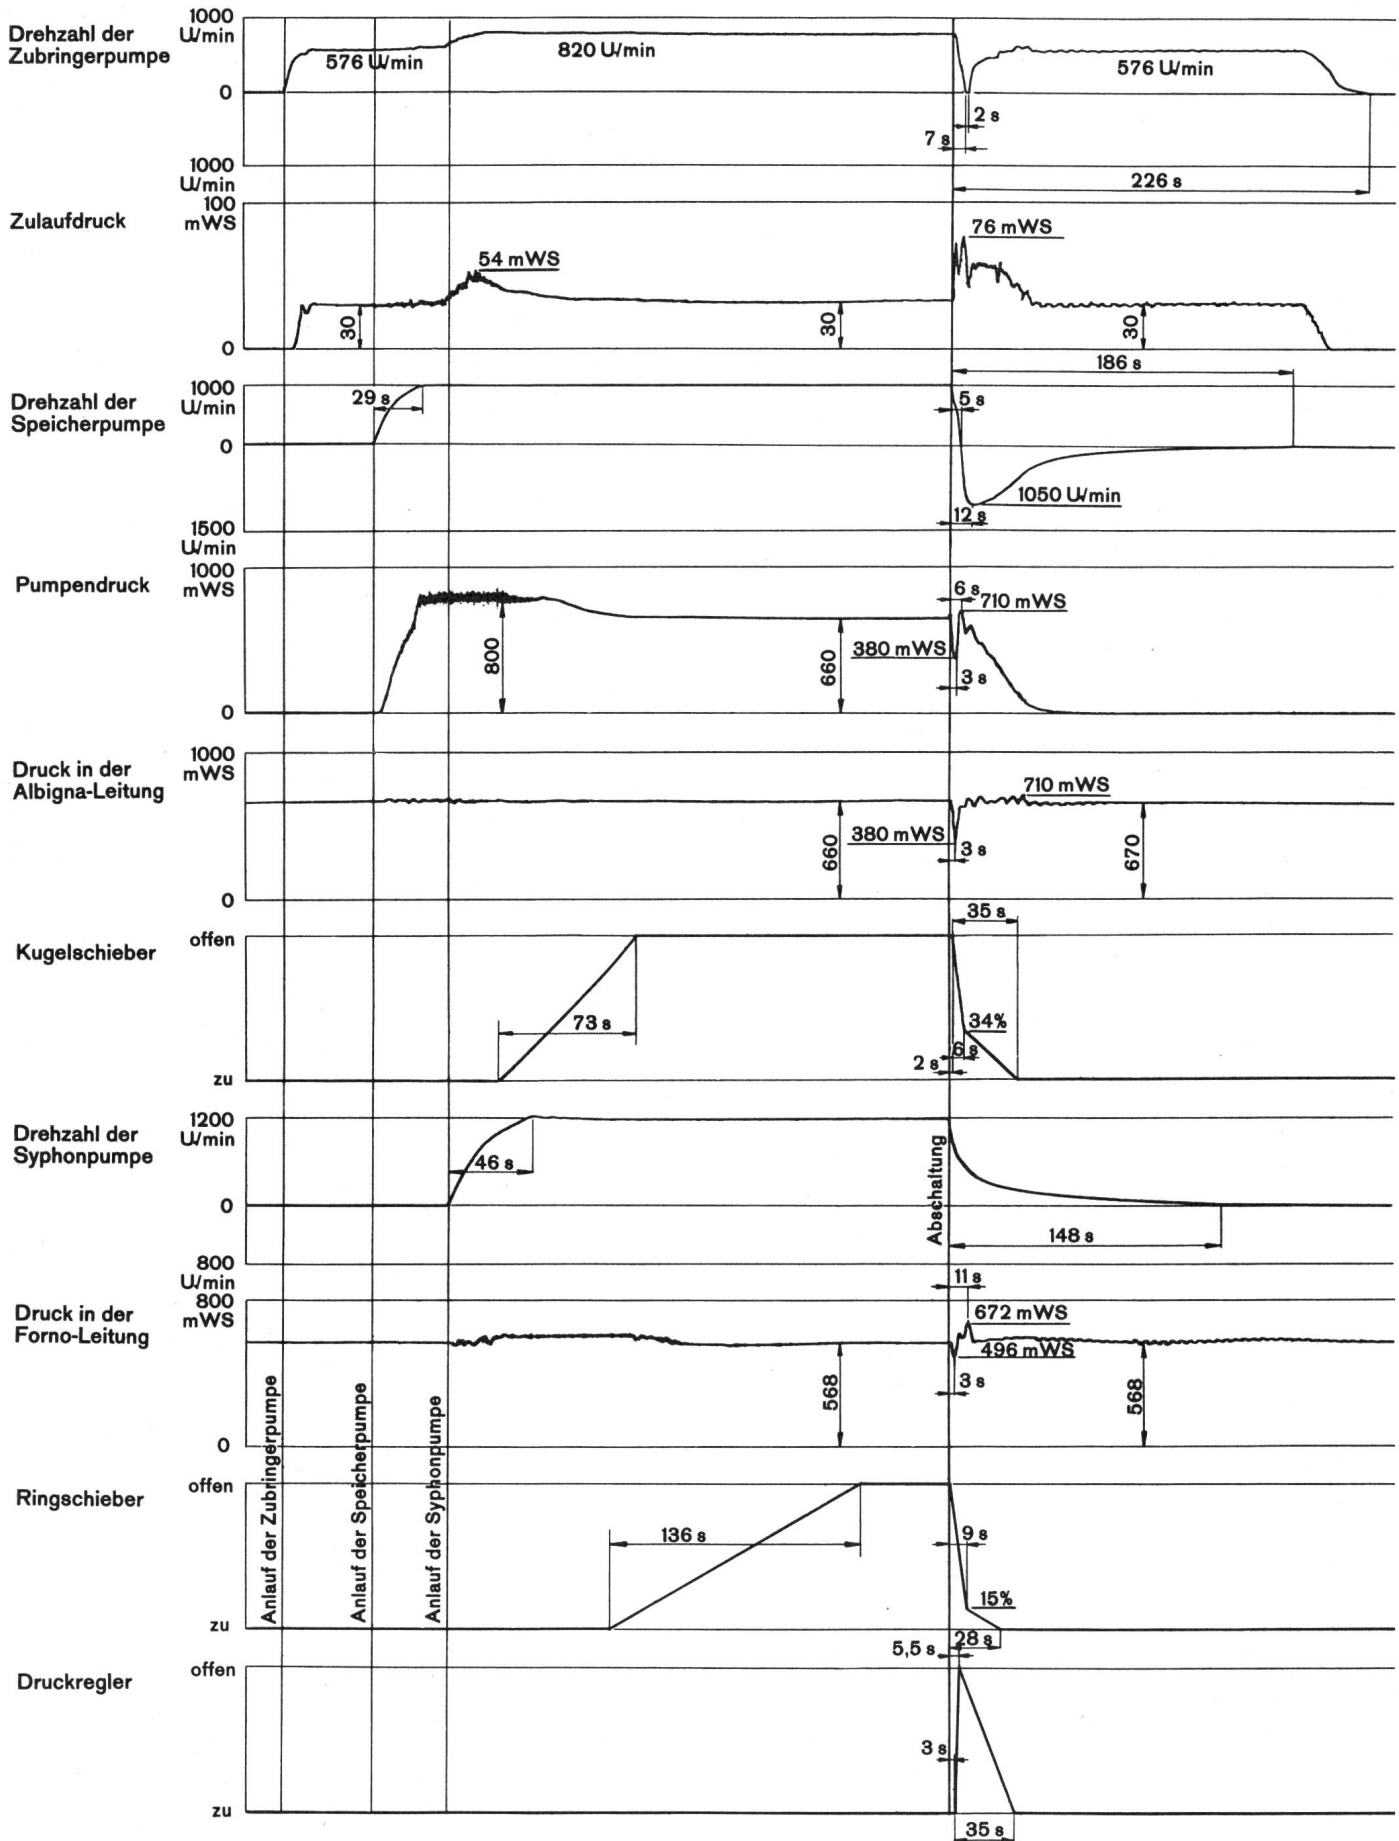 Drehzahl der
Zubringerpumpe
1000
U/min
0
1000
U/min
576 U/min
820 U/min
576 U/min
2 s
7 s
226 s
Zulaufdruck
100
mWS
0
54 mWS
76 mWS
30
30
30
Drehzahl der
Speicherpumpe
1000
U/min
0
1500
U/min
29 s
186 s
5 s
1050 U/min
12 s
Pumpendruck
1000
mWS
0
800
660
6 s
710 mWS
380 mWS
3 s
Druck in der
Albigna-Leitung
1000
mWS
0
710 mWS
380 mWS
3 s
660
670
Kugelschieber
offen
zu
73 s
35 s
34%
6 s
2 s
Drehzahl der
Syphonpumpe
1200
U/min
0
800
U/min
46 s
Abschaltung
148 s
Druck in der
Forno-Leitung
800
mWS
0
11 s
672 mWS
496 mWS
3 s
568
568
Anlauf der Zubringerpumpe
Anlauf der Speicherpumpe
Anlauf der Syphonpumpe
Ringschieber
offen
zu
136 s
9 s
15%
28 s
Druckregler
offen
zu
5,5 s
3 s
35 s